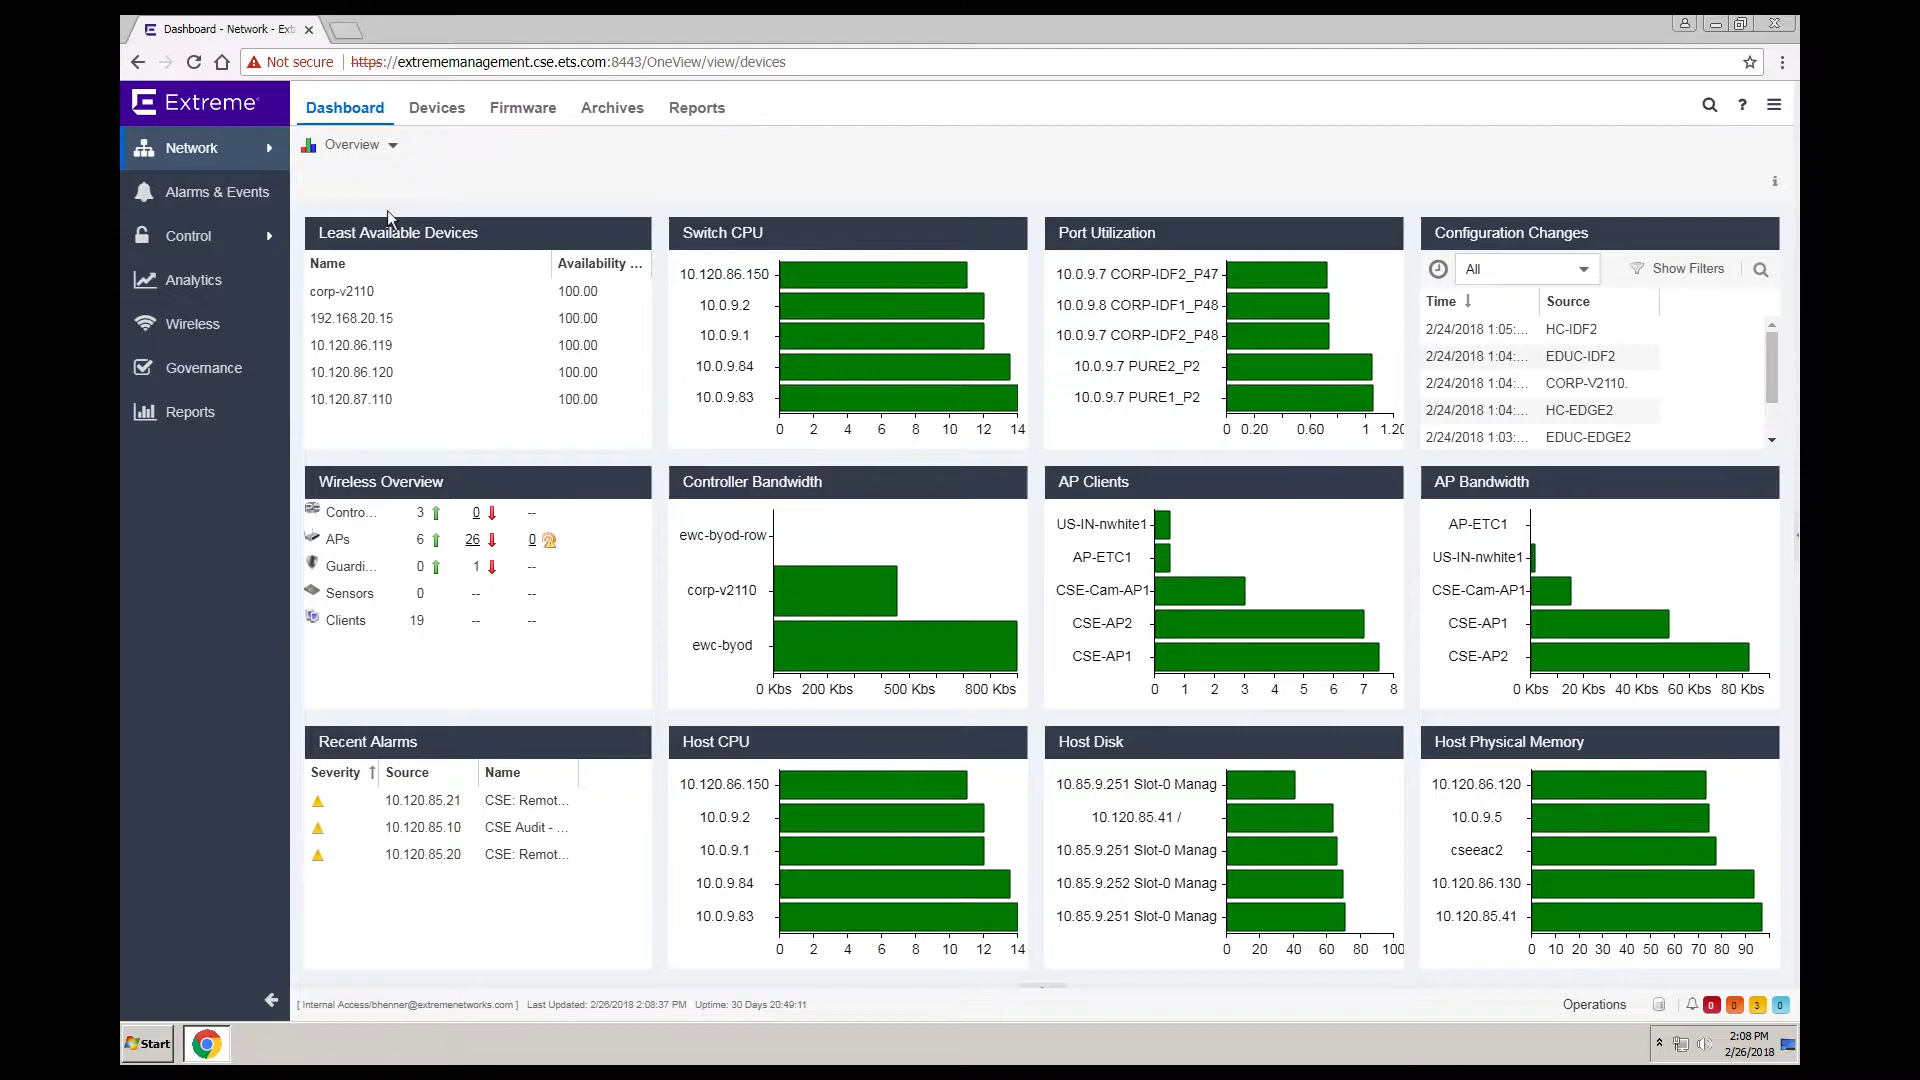 Dashboard - Network - Ext
Not secure | https://extrememanagement.cse.ets.com:8443/OneView/view/devices
Extreme
Dashboard Devices Firmware Archives Reports
Network
Alarms & Events
Control
Analytics
Wireless
Governance
Reports
Overview
Least Available Devices
Name Availability ...
corp-v2110 100.00
192.168.20.15 100.00
10.120.86.119 100.00
10.120.86.120 100.00
10.120.87.110 100.00
Switch CPU
10.120.86.150
10.0.9.2
10.0.9.1
10.0.9.84
10.0.9.83
0 2 4 6 8 10 12 14
Port Utilization
10.0.9.7 CORP-IDF2_P47
10.0.9.8 CORP-IDF1_P48
10.0.9.7 CORP-IDF2_P48
10.0.9.7 PURE2_P2
10.0.9.7 PURE1_P2
0 0.20 0.60 1 1.20
Configuration Changes
All Show Filters
Time Source
2/24/2018 1:05:... HC-IDF2
2/24/2018 1:04:... EDUC-IDF2
2/24/2018 1:04:... CORP-V2110.
2/24/2018 1:04:... HC-EDGE2
2/24/2018 1:03:... EDUC-EDGE2
Wireless Overview
Contro... 3 0 --
APs 6 26 0
Guardi... 0 1 --
Sensors 0 -- --
Clients 19 -- --
Controller Bandwidth
ewc-byod-row
corp-v2110
ewc-byod
0 Kbs 200 Kbs 500 Kbs 800 Kbs
AP Clients
US-IN-nwhite1
AP-ETC1
CSE-Cam-AP1
CSE-AP2
CSE-AP1
0 1 2 3 4 5 6 7 8
AP Bandwidth
AP-ETC1
US-IN-nwhite1
CSE-Cam-AP1
CSE-AP1
CSE-AP2
0 Kbs 20 Kbs 40 Kbs 60 Kbs 80 Kbs
Recent Alarms
Severity Source Name
10.120.85.21 CSE: Remot...
10.120.85.10 CSE Audit - ...
10.120.85.20 CSE: Remot...
Host CPU
10.120.86.150
10.0.9.2
10.0.9.1
10.0.9.84
10.0.9.83
0 2 4 6 8 10 12 14
Host Disk
10.85.9.251 Slot-0 Manag
10.120.85.41 /
10.85.9.251 Slot-0 Manag
10.85.9.252 Slot-0 Manag
10.85.9.251 Slot-0 Manag
0 20 40 60 80 100
Host Physical Memory
10.120.86.120
10.0.9.5
cseeac2
10.120.86.130
10.120.85.41
0 10 20 30 40 50 60 70 80 90
[ Internal Access/bhenner@extremenetworks.com ] Last Updated: 2/26/2018 2:08:37 PM Uptime: 30 Days 20:49:11
Operations 0 0 3 0
Start
2:08 PM
2/26/2018